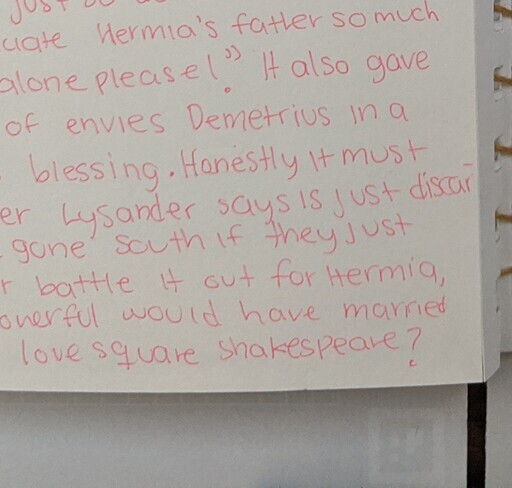 just
uate Hermia's father so much
alone please!" It also gave
of envies Demetrius in a
blessing. Honestly it must
er Lysander says is just discar
gone south if they just
r battle it out for Hermia,
owerful would have married
love square Shakespeare?